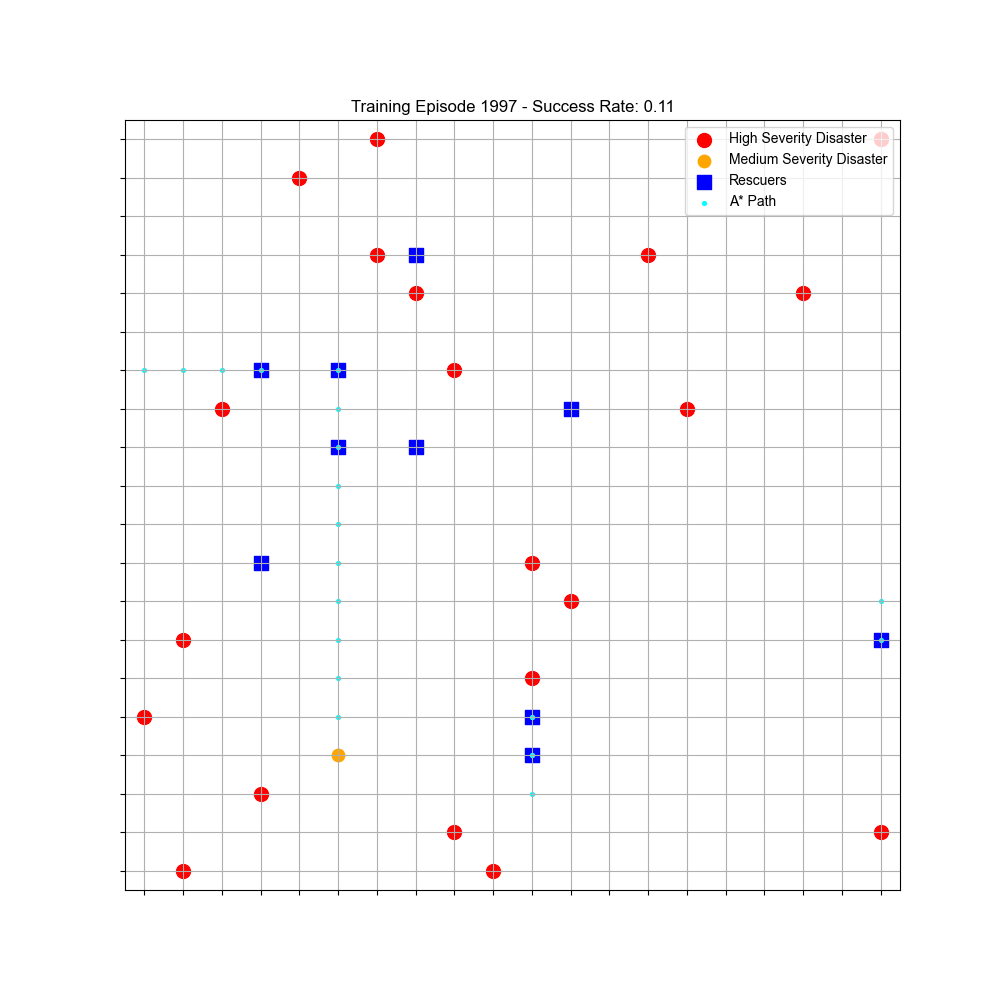 Training Episode 1997 - Success Rate: 0.11
High Severity Disaster
Medium Severity Disaster
Rescuers
A* Path